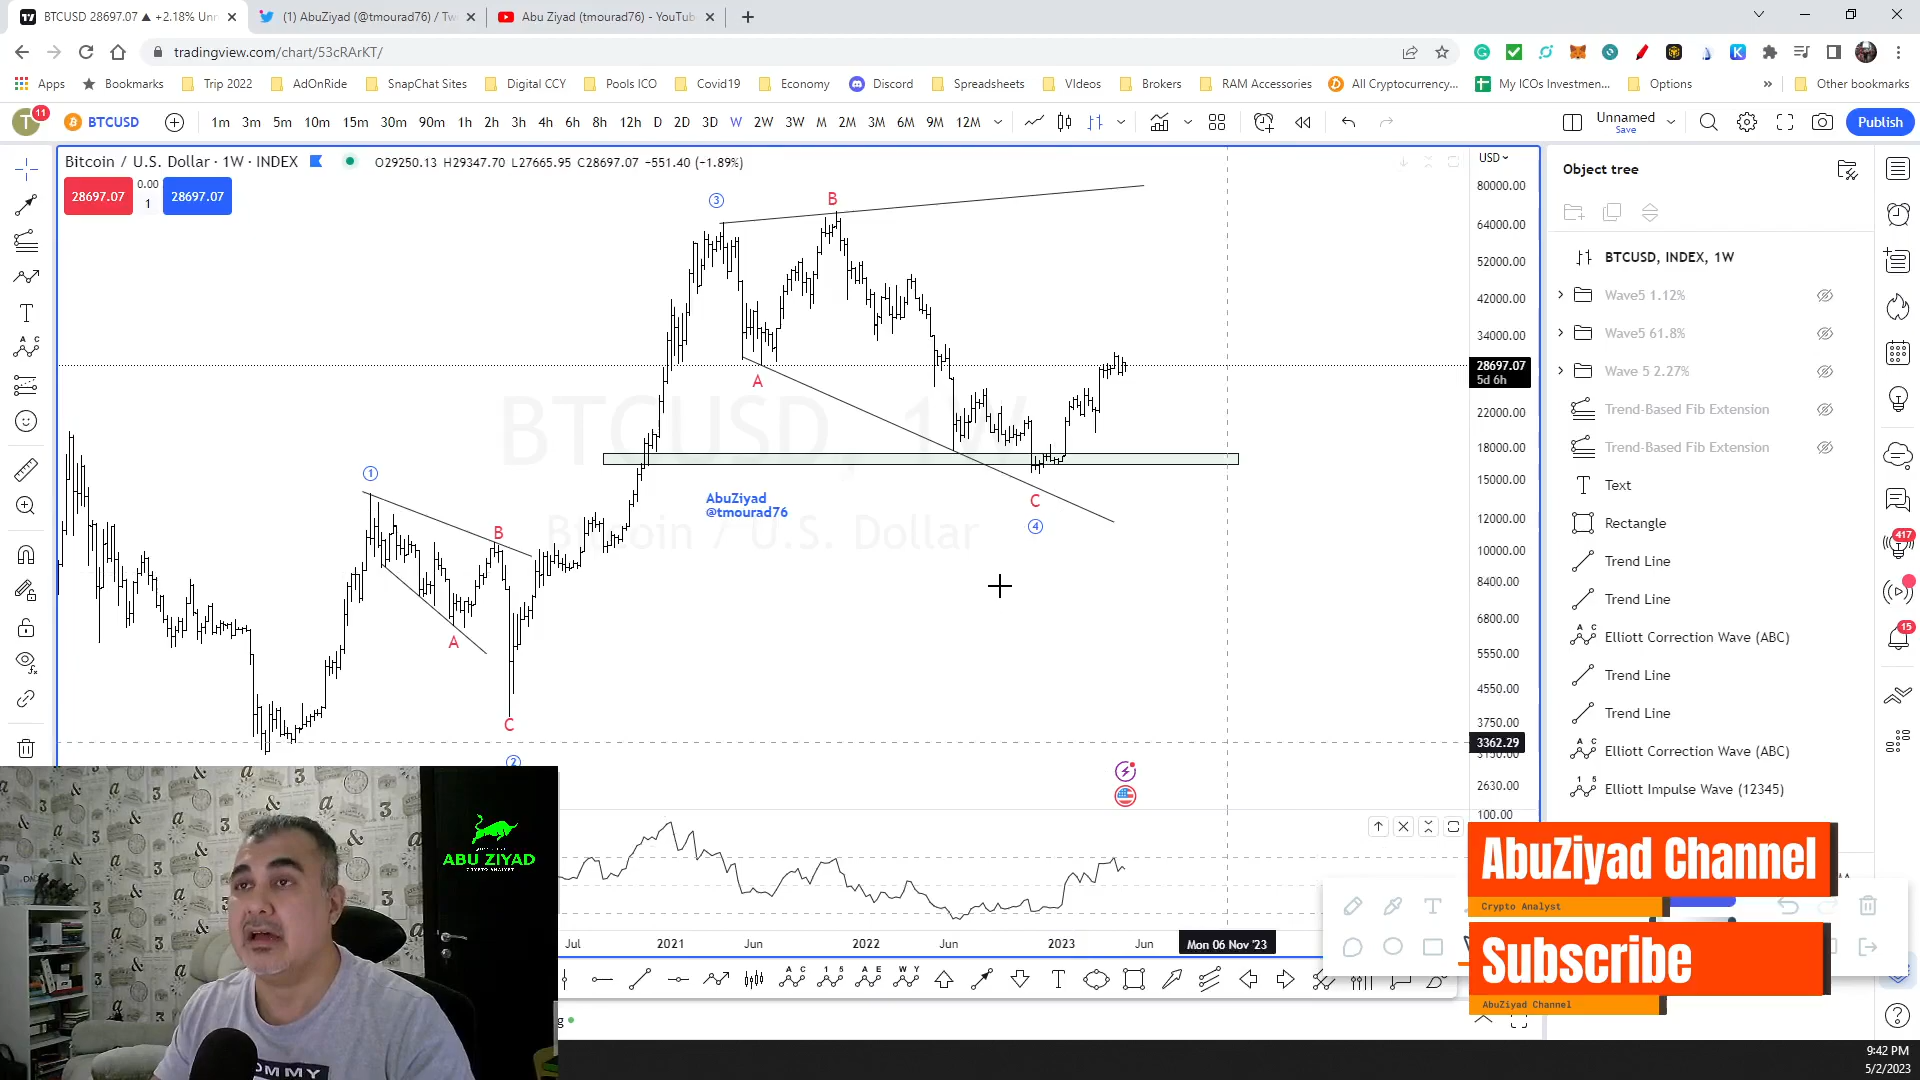 BTCUSD 28697.07 ▲ +2.18% Unn
(1) AbuZiyad (@tmourad76) / Tw
Abu Ziyad (tmourad76) - YouTub
tradingview.com/chart/53cRArKT/
Apps Bookmarks Trip 2022 AdOnRide SnapChat Sites Digital CCY Pools ICO Covid19 Economy Discord Spreadsheets VIdeos Brokers RAM Accessories All Cryptocurrency... My ICOs Investmen... Options » Other bookmarks
T 11 BTCUSD 1m 3m 5m 10m 15m 30m 90m 1h 2h 3h 4h 6h 8h 12h D 2D 3D W 2W 3W M 2M 3M 6M 9M 12M Unnamed Publish
Save
Bitcoin / U.S. Dollar · 1W · INDEX O29250.13 H29347.70 L27665.95 C28697.07 −551.40 (−1.89%)
28697.07 0.00 28697.07
1
USD
80000.00
64000.00
52000.00
42000.00
34000.00
28697.07
5d 6h
22000.00
18000.00
15000.00
12000.00
10000.00
8400.00
6800.00
5550.00
4550.00
3750.00
3362.29
2630.00
100.00
3
B
A
BTCUSD, 1W
Bitcoin / U.S. Dollar
1
AbuZiyad
@tmourad76
C
4
B
A
C
2
Object tree
BTCUSD, INDEX, 1W
Wave5 1.12%
Wave5 61.8%
Wave 5 2.27%
Trend-Based Fib Extension
Trend-Based Fib Extension
Text
Rectangle
Trend Line
Trend Line
Elliott Correction Wave (ABC)
Trend Line
Trend Line
Elliott Correction Wave (ABC)
Elliott Impulse Wave (12345)
417
15
ABU ZIYAD
CRYPTO ANALYST
Jul 2021 Jun 2022 Jun 2023 Jun
Mon 06 Nov '23
AbuZiyad Channel
Crypto Analyst
Subscribe
AbuZiyad Channel
OMMY
9:42 PM
5/2/2023